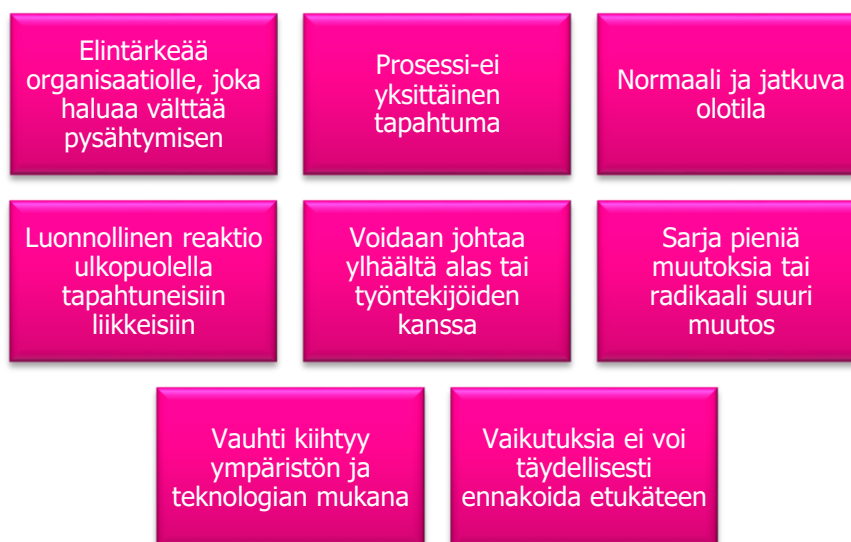 Elintärkeää
organisaatiolle, joka
haluaa välttää
pysähtymisen
Prosessi-ei
yksittäinen
tapahtuma
Normaali ja jatkuva
olotila
Luonnollinen reaktio
ulkopuolella
tapahtuneisiin
liikkeisiin
Voidaan johtaa
ylhäältä alas tai
työntekijöiden
kanssa
Sarja pieniä
muutoksia tai
radikaali suuri
muutos
Vauhti kiihtyy
ympäristön ja
teknologian mukana
Vaikutuksia ei voi
täydellisesti
ennakoida etukäteen